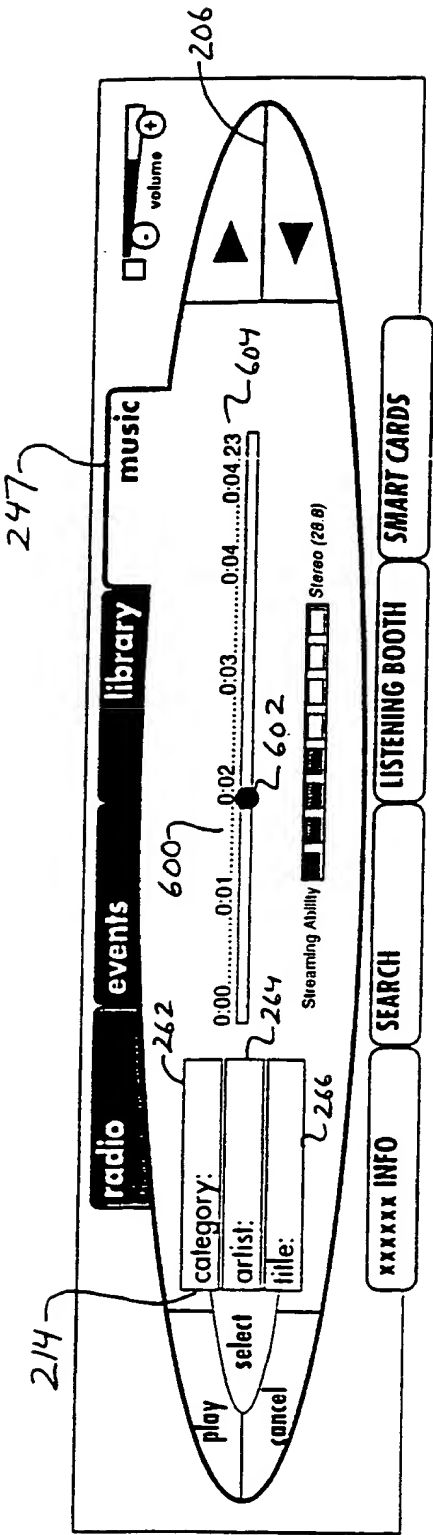 247
206
radio
events
library
music
volume
- +
play
select
cancel
214
262
category:
264
artist:
266
title:
600
0:00 0:01 0:02 0:03 0:04 0:04.23
604
602
Streaming Ability
Stereo (28.8)
xxxxxx INFO
SEARCH
LISTENING BOOTH
SMART CARDS